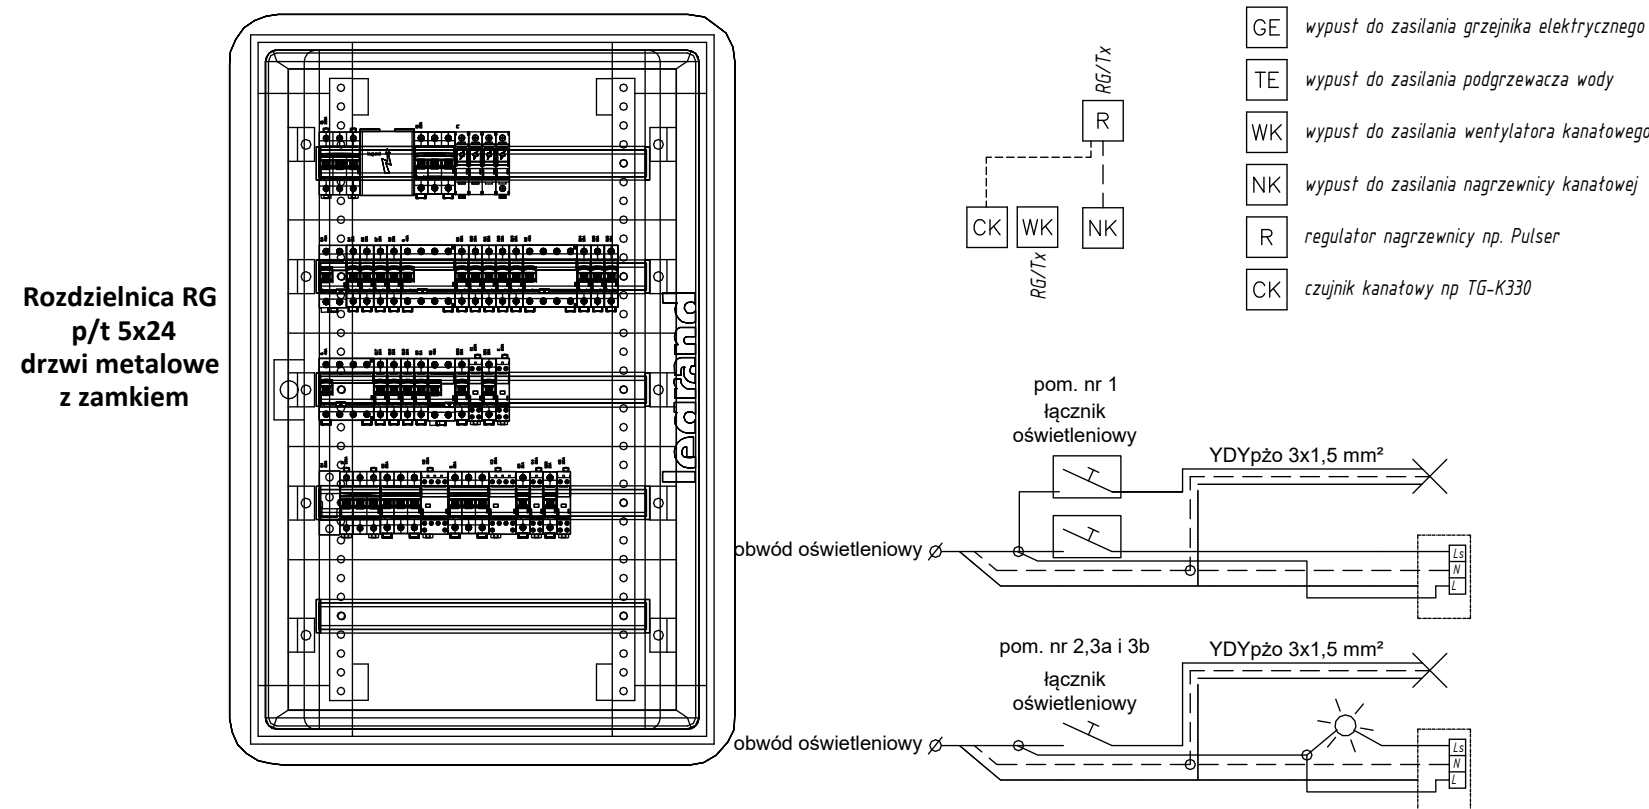 Rozdzielnica RG
p/t 5x24
drzwi metalowe
z zamkiem
legrand
RG/Tx
R
CK
WK
NK
RG/Tx
GE wypust do zasilania grzejnika elektrycznego
TE wypust do zasilania podgrzewacza wody
WK wypust do zasilania wentylatora kanałowego
NK wypust do zasilania nagrzewnicy kanałowej
R regulator nagrzewnicy np. Pulser
CK czujnik kanałowy np TG-K330
pom. nr 1
łącznik
oświetleniowy
YDYpżo 3x1,5 mm²
obwód oświetleniowy
Ls
N
L
pom. nr 2,3a i 3b
łącznik
oświetleniowy
YDYpżo 3x1,5 mm²
obwód oświetleniowy
Ls
N
L